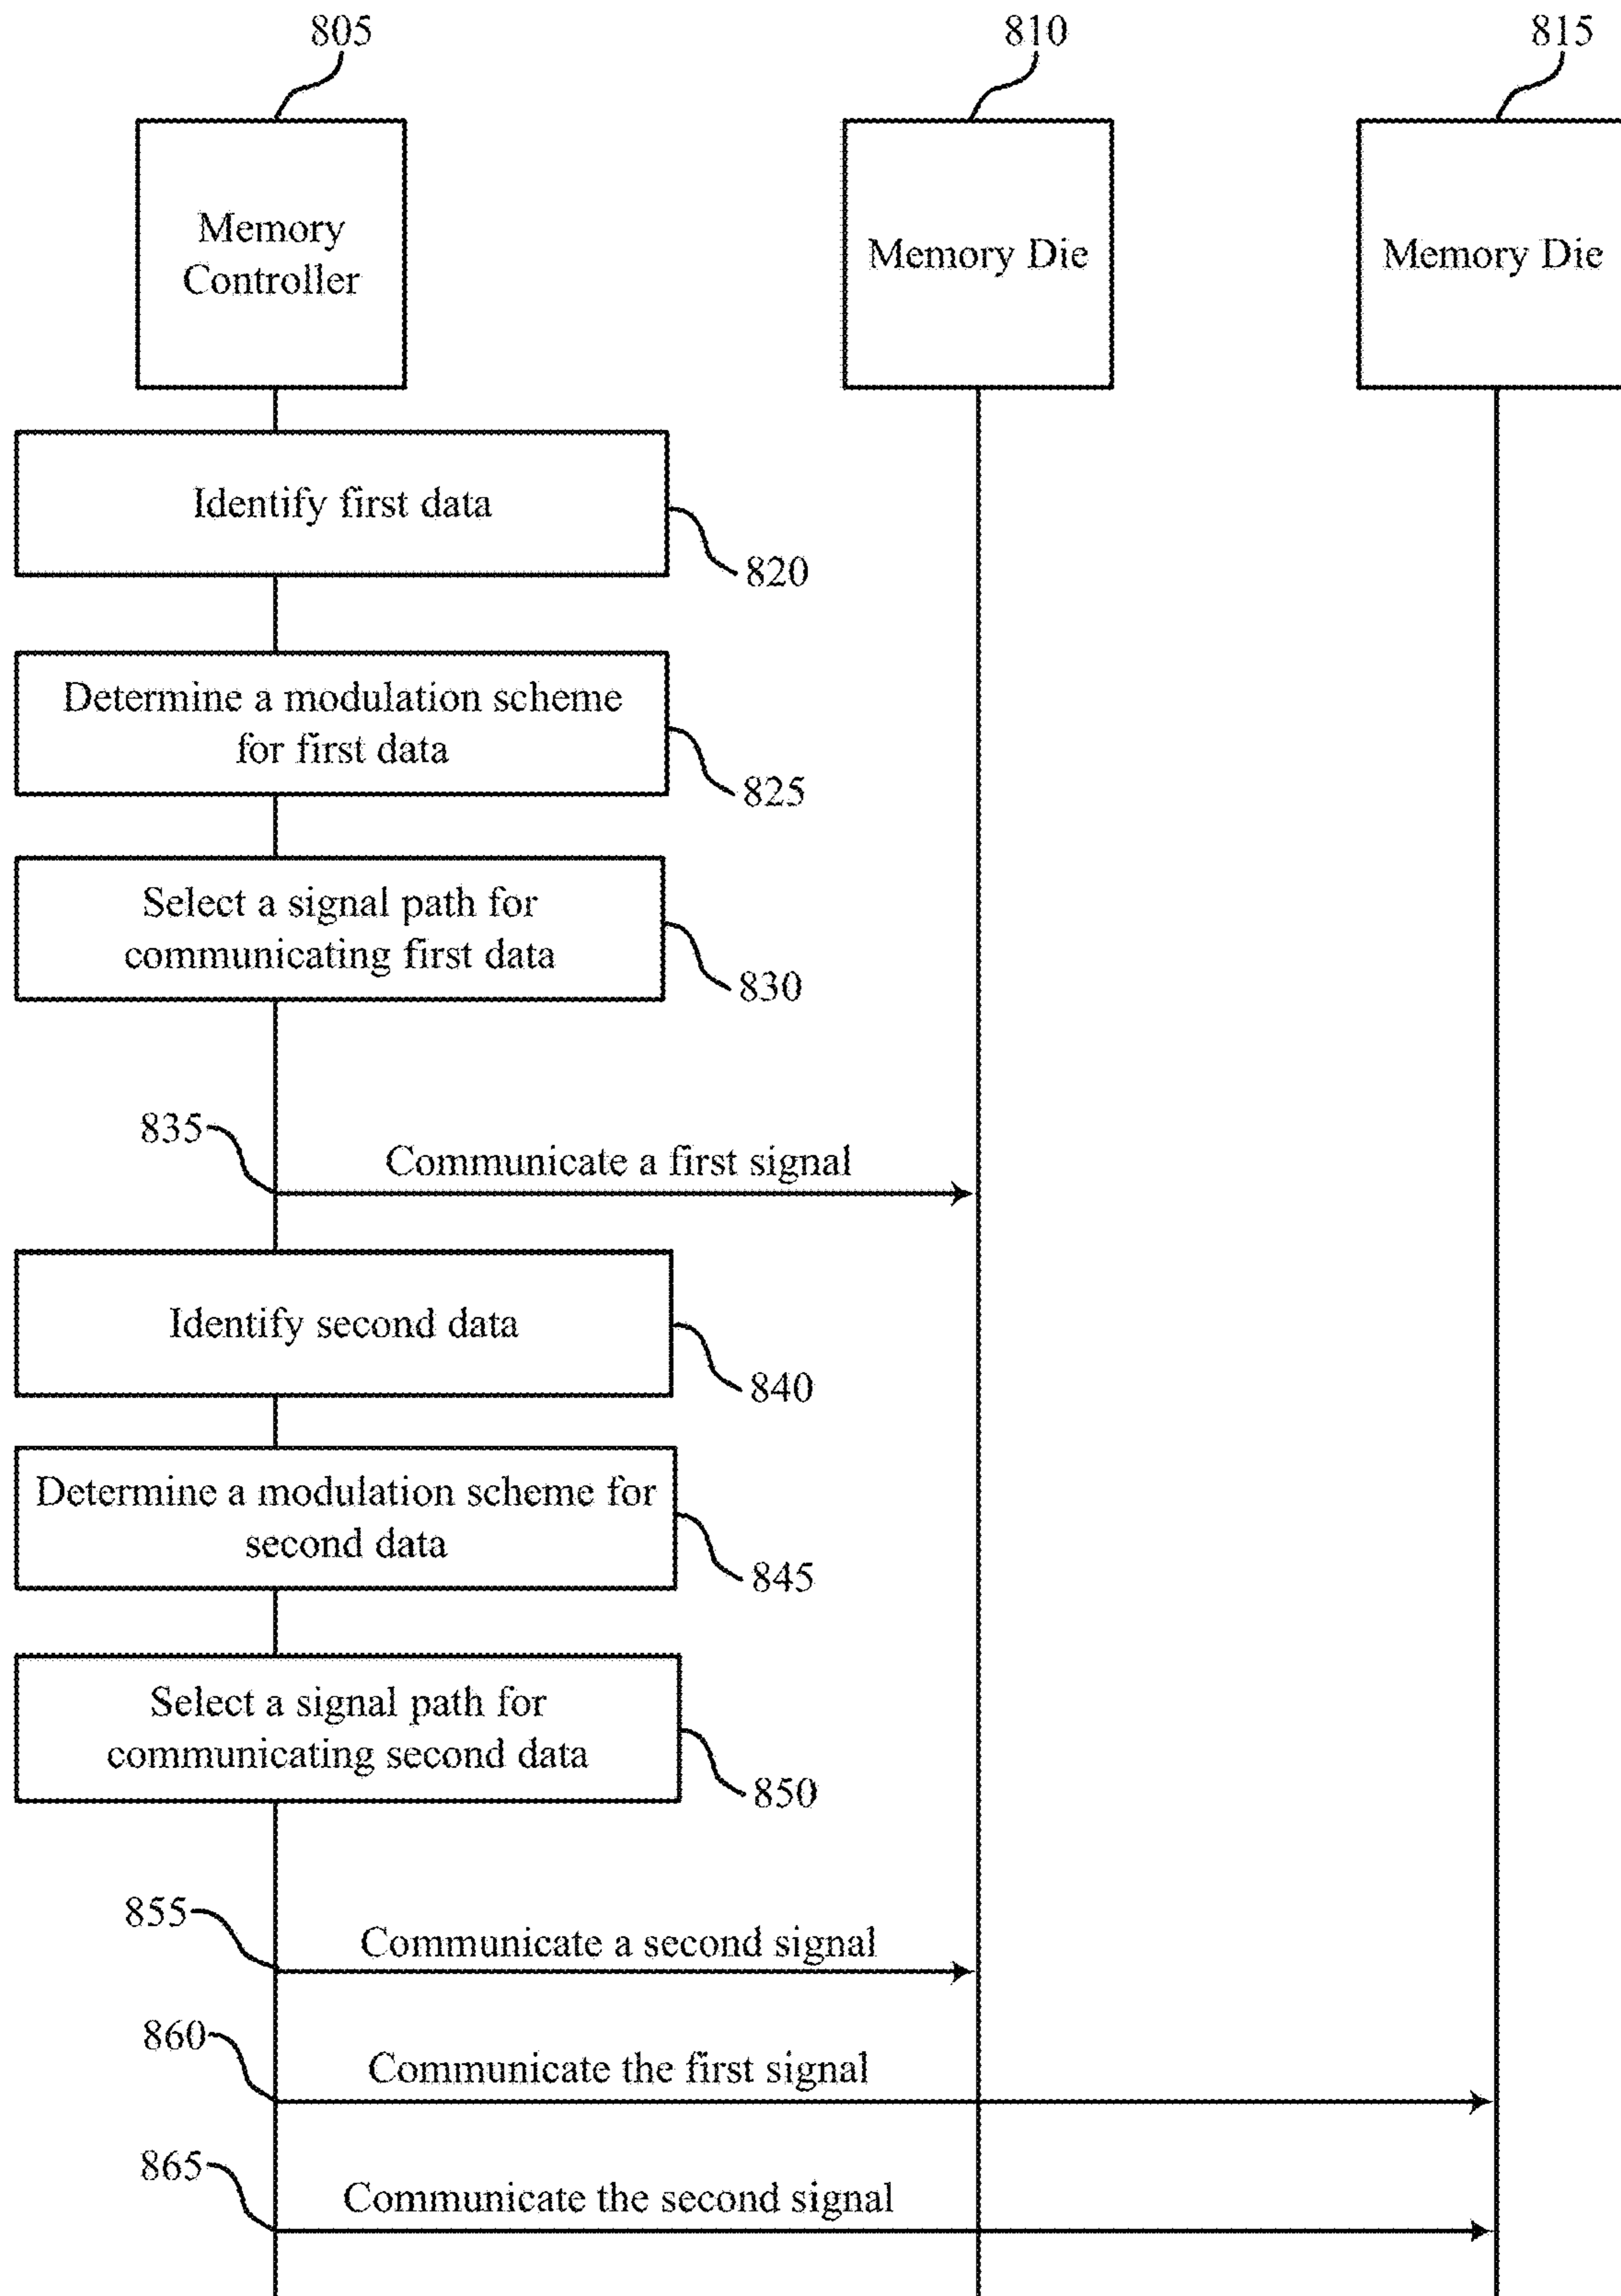 805
810
815
Memory
Controller
Memory Die
Memory Die
Identify first data
820
Determine a modulation scheme
for first data
825
Select a signal path for
communicating first data
830
835
Communicate a first signal
Identify second data
840
Determine a modulation scheme for
second data
845
Select a signal path for
communicating second data
850
855
Communicate a second signal
860
Communicate the first signal
865
Communicate the second signal